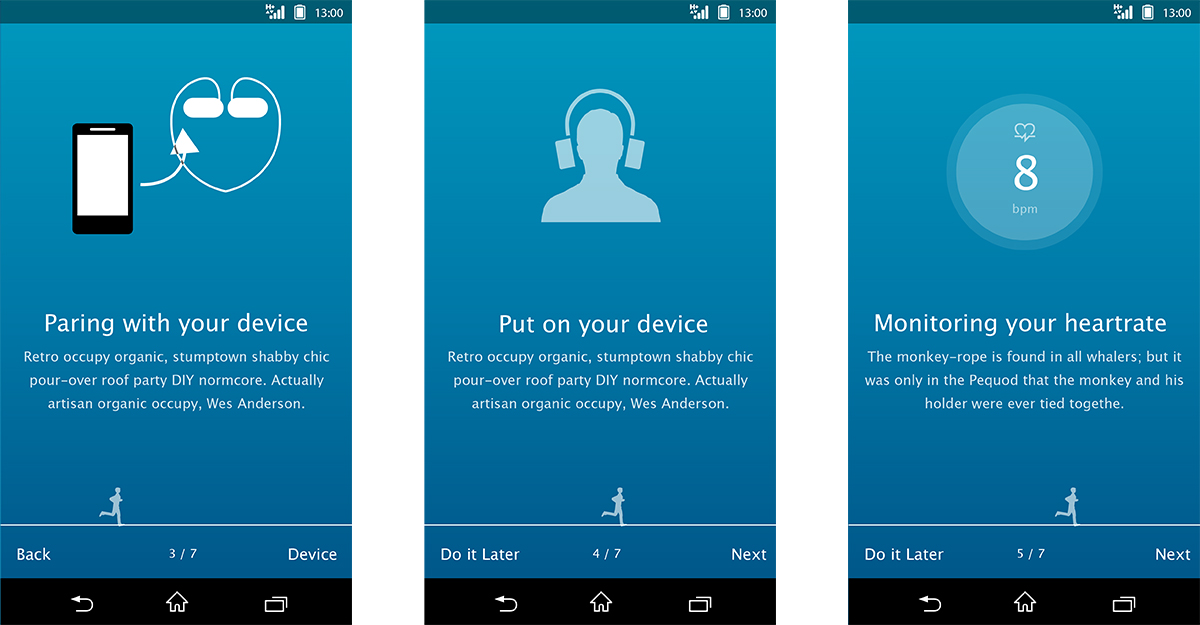 13:00
Paring with your device
Retro occupy organic, stumptown shabby chic
pour-over roof party DIY normcore. Actually
artisan organic occupy, Wes Anderson.
Back
3 / 7
Device
13:00
Put on your device
Retro occupy organic, stumptown shabby chic
pour-over roof party DIY normcore. Actually
artisan organic occupy, Wes Anderson.
Do it Later
4 / 7
Next
13:00
8
bpm
Monitoring your heartrate
The monkey-rope is found in all whalers; but it
was only in the Pequod that the monkey and his
holder were ever tied togethe.
Do it Later
5 / 7
Next